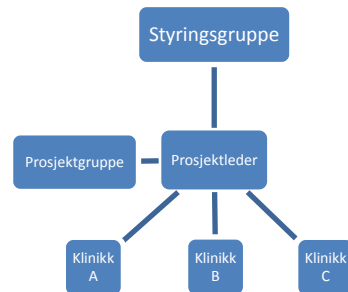 Styringsgruppe
Prosjektgruppe
Prosjektleder
Klinikk
A
Klinikk
B
Klinikk
C